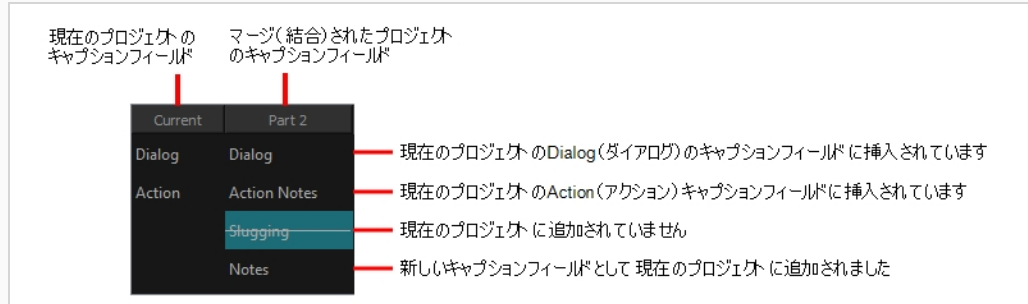 現在のプロジェクトの
キャプションフィールド
マージ(結合)されたプロジェクト
のキャプションフィールド
Current Part 2
Dialog Dialog 現在のプロジェクトのDialog(ダイアログ)のキャプションフィールドに挿入されています
Action Action Notes 現在のプロジェクトのAction(アクション)キャプションフィールドに挿入されています
Slugging 現在のプロジェクトに追加されていません
Notes 新しいキャプションフィールドとして現在のプロジェクトに追加されました